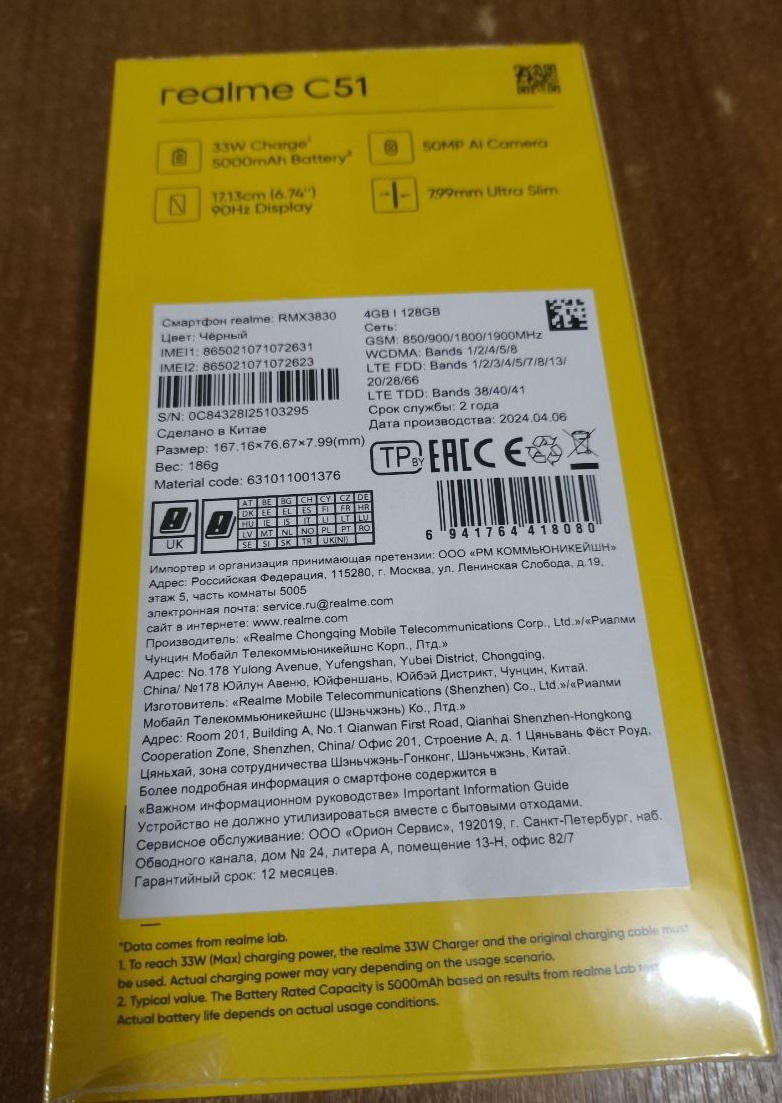 realme C51
33W Charge¹
5000mAh Battery²
50MP AI Camera
17.13cm (6.74")
90Hz Display
7.99mm Ultra Slim
Смартфон realme: RMX3830
Цвет: Чёрный
IMEI1: 865021071072631
IMEI2: 865021071072623
S/N: 0C84328I25103295
Сделано в Китае
Размер: 167.16×76.67×7.99(mm)
Вес: 186g
Material code: 631011001376
4GB | 128GB
Сеть:
GSM: 850/900/1800/1900MHz
WCDMA: Bands 1/2/4/5/8
LTE FDD: Bands 1/2/3/4/5/7/8/13/
20/28/66
LTE TDD: Bands 38/40/41
Срок службы: 2 года
Дата производства: 2024.04.06
TP BY EAC CE
UK
AT BE BG CH CY CZ DE
DK EE EL ES FI FR HR
HU IE IS IT LI LT LU
LV MT NL NO PL PT RO
SE SI SK TR UK(NI)
6 941764 418080
Импортер и организация принимающая претензии: ООО «РМ КОММЬЮНИКЕЙШН»
Адрес: Российская Федерация, 115280, г. Москва, ул. Ленинская Слобода, д.19,
этаж 5, часть комнаты 5005
электронная почта: service.ru@realme.com
сайт в интернете: www.realme.com
Производитель: «Realme Chongqing Mobile Telecommunications Corp., Ltd.»/«Риалми
Чунцин Мобайл Телекоммьюникейшнс Корп., Лтд.»
Адрес: No.178 Yulong Avenue, Yufengshan, Yubei District, Chongqing,
China/ №178 Юйлун Авеню, Юйфеншань, Юйбэй Дистрикт, Чунцин, Китай.
Изготовитель: «Realme Mobile Telecommunications (Shenzhen) Co., Ltd.»/«Риалми
Мобайл Телекоммьюникейшнс (Шэньчжэнь) Ко., Лтд.»
Адрес: Room 201, Building A, No.1 Qianwan First Road, Qianhai Shenzhen-Hongkong
Cooperation Zone, Shenzhen, China/ Офис 201, Строение А, д. 1 Цяньвань Фёст Роуд,
Цяньхай, зона сотрудничества Шэньчжэнь-Гонконг, Шэньчжэнь, Китай.
Более подробная информация о смартфоне содержится в
«Важном информационном руководстве» Important Information Guide
Устройство не должно утилизироваться вместе с бытовыми отходами.
Сервисное обслуживание: ООО «Орион Сервис», 192019, г. Санкт-Петербург, наб.
Обводного канала, дом № 24, литера А, помещение 13-Н, офис 82/7
Гарантийный срок: 12 месяцев.
*Data comes from realme lab.
1. To reach 33W (Max) charging power, the realme 33W Charger and the original charging cable must
be used. Actual charging power may vary depending on the usage scenario.
2. Typical value. The Battery Rated Capacity is 5000mAh based on results from realme Lab
Actual battery life depends on actual usage conditions.